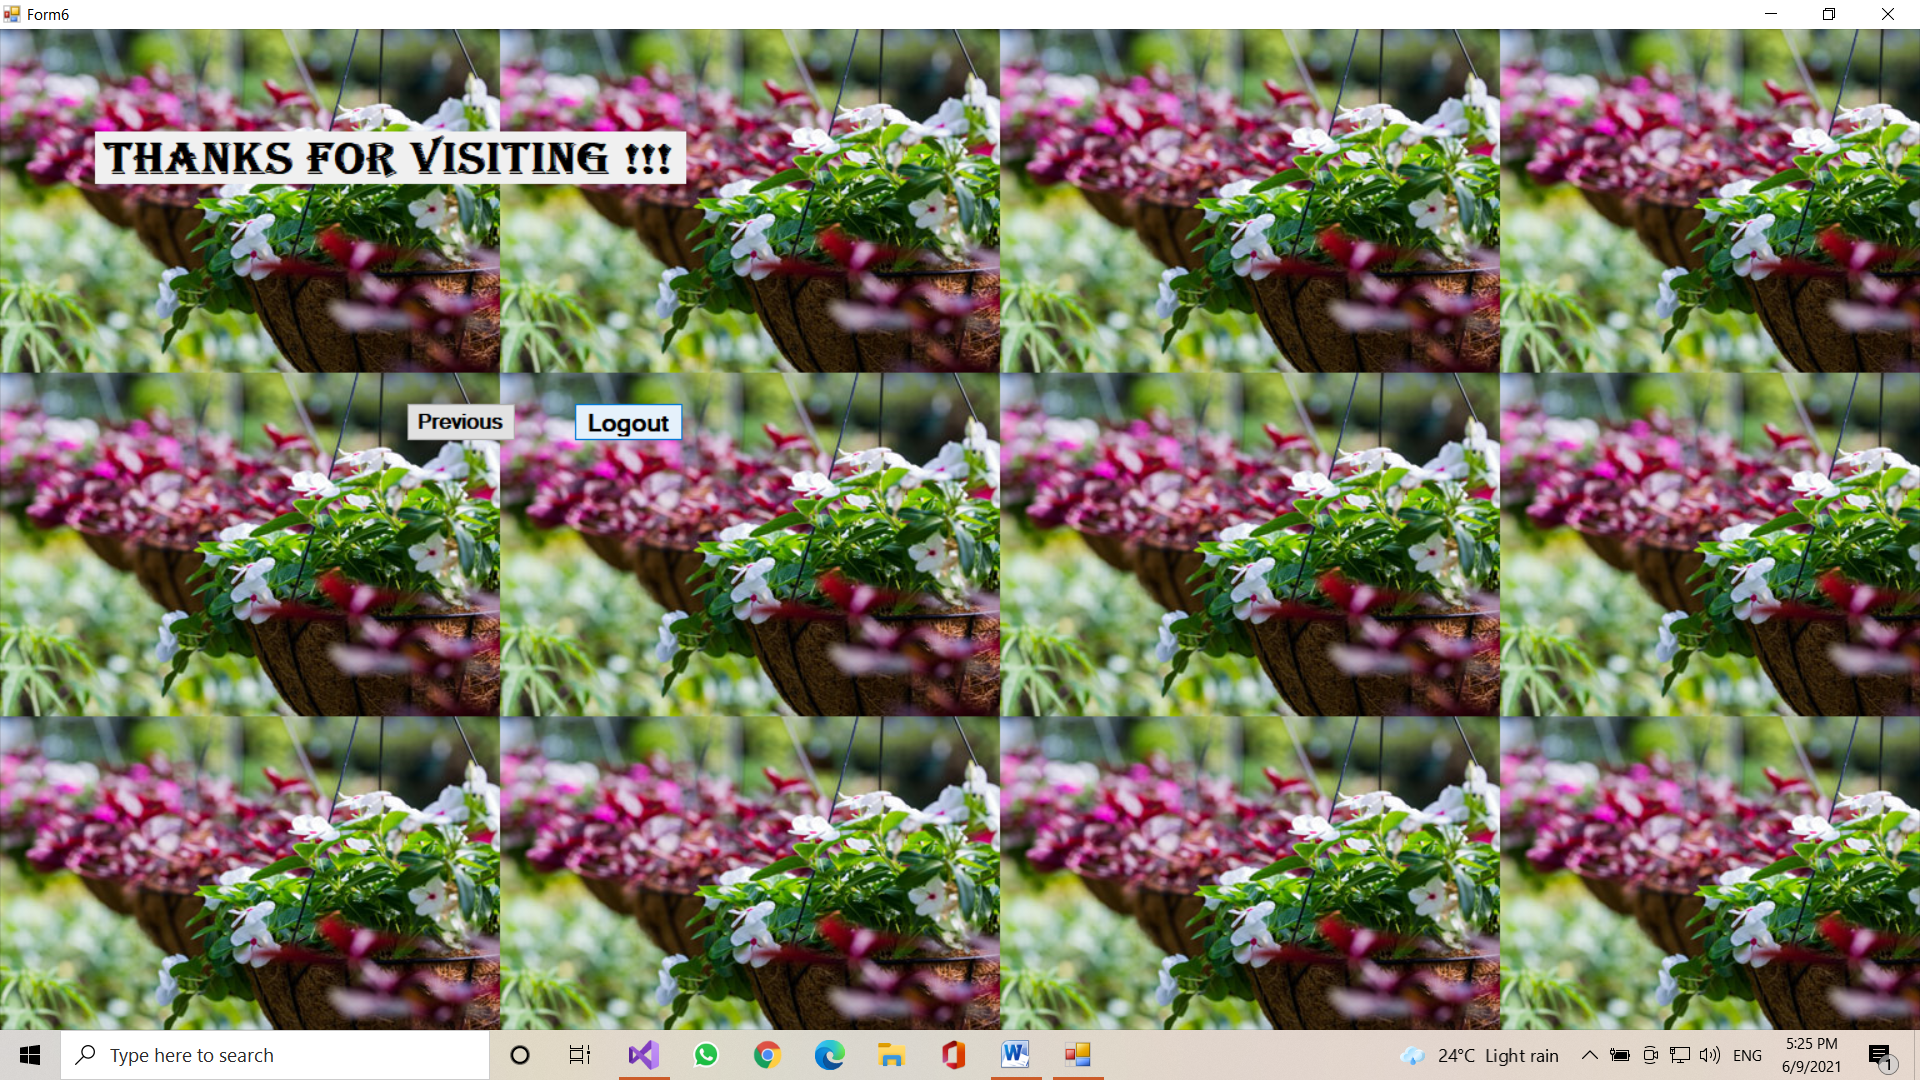 Form6
THANKS FOR VISITING !!!
Previous
Logout
Type here to search
24°C Light rain
ENG
5:25 PM
6/9/2021
1